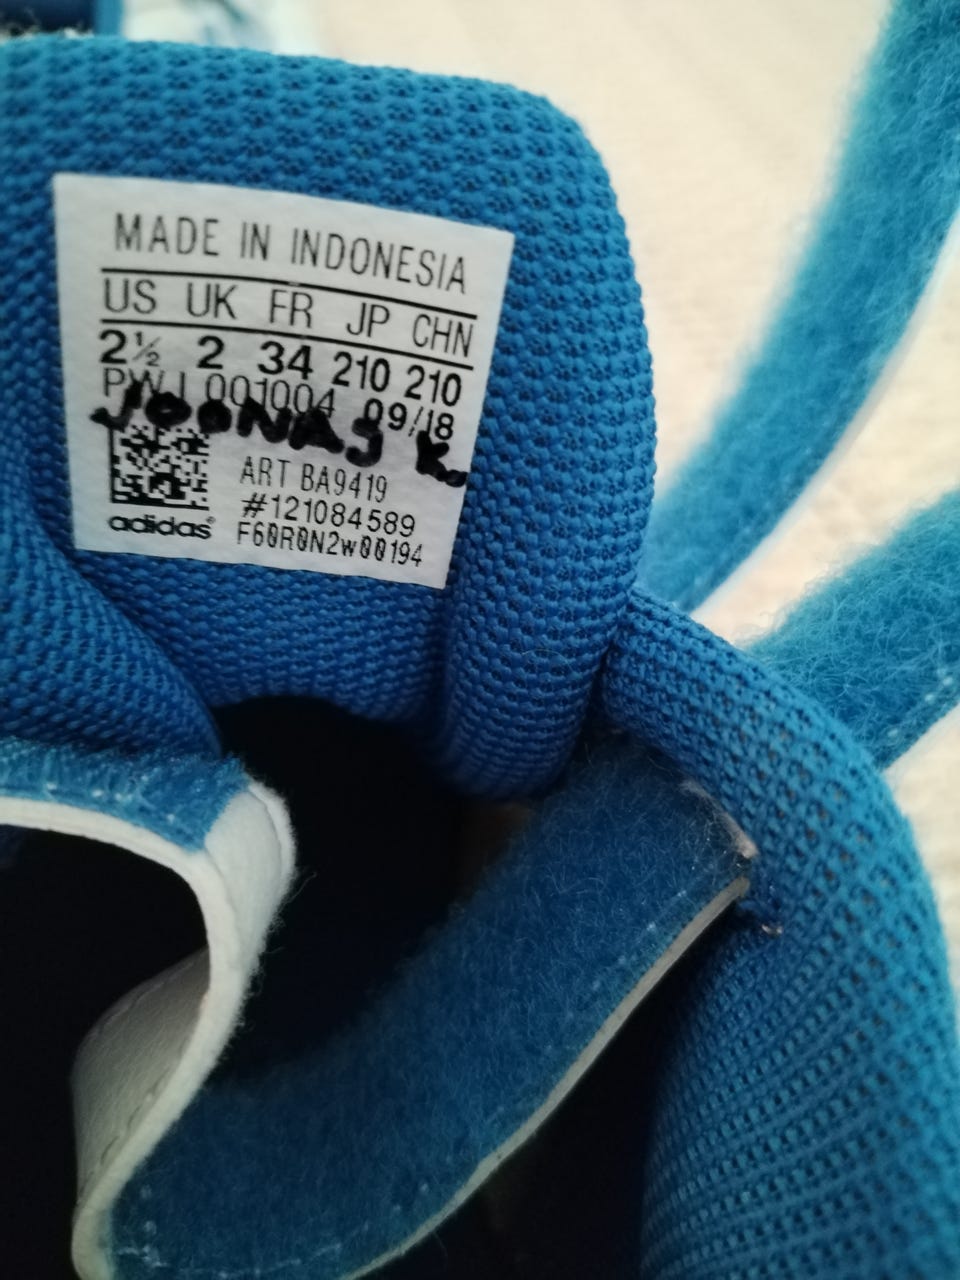 MADE IN INDONESIA
US UK FR JP CHN
2½ 2 34 210 210
PWJ 001004 09/18
JOONAS K.
ART BA9419
#121084589
adidas®
F60R0N2w00194